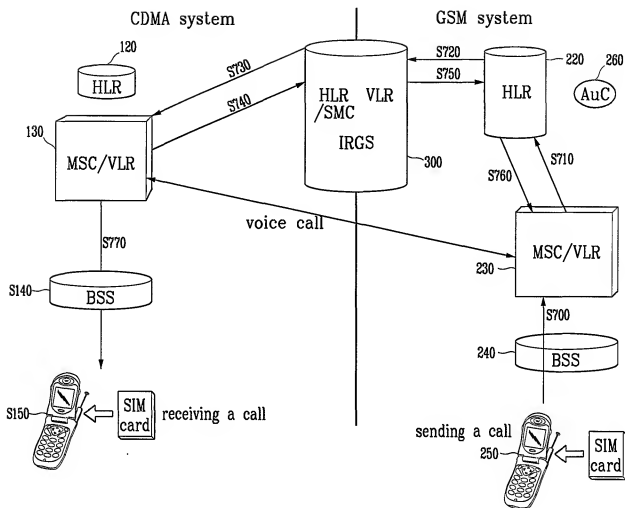 CDMA system
GSM system
120
HLR
130
MSC/VLR
S730
S740
HLR VLR
/SMC
IRGS
300
S720
S750
220
HLR
260
AuC
S760
S710
voice call
MSC/VLR
230
S770
S140
BSS
S700
240
BSS
S150
SIM
card
receiving a call
sending a call
250
SIM
card